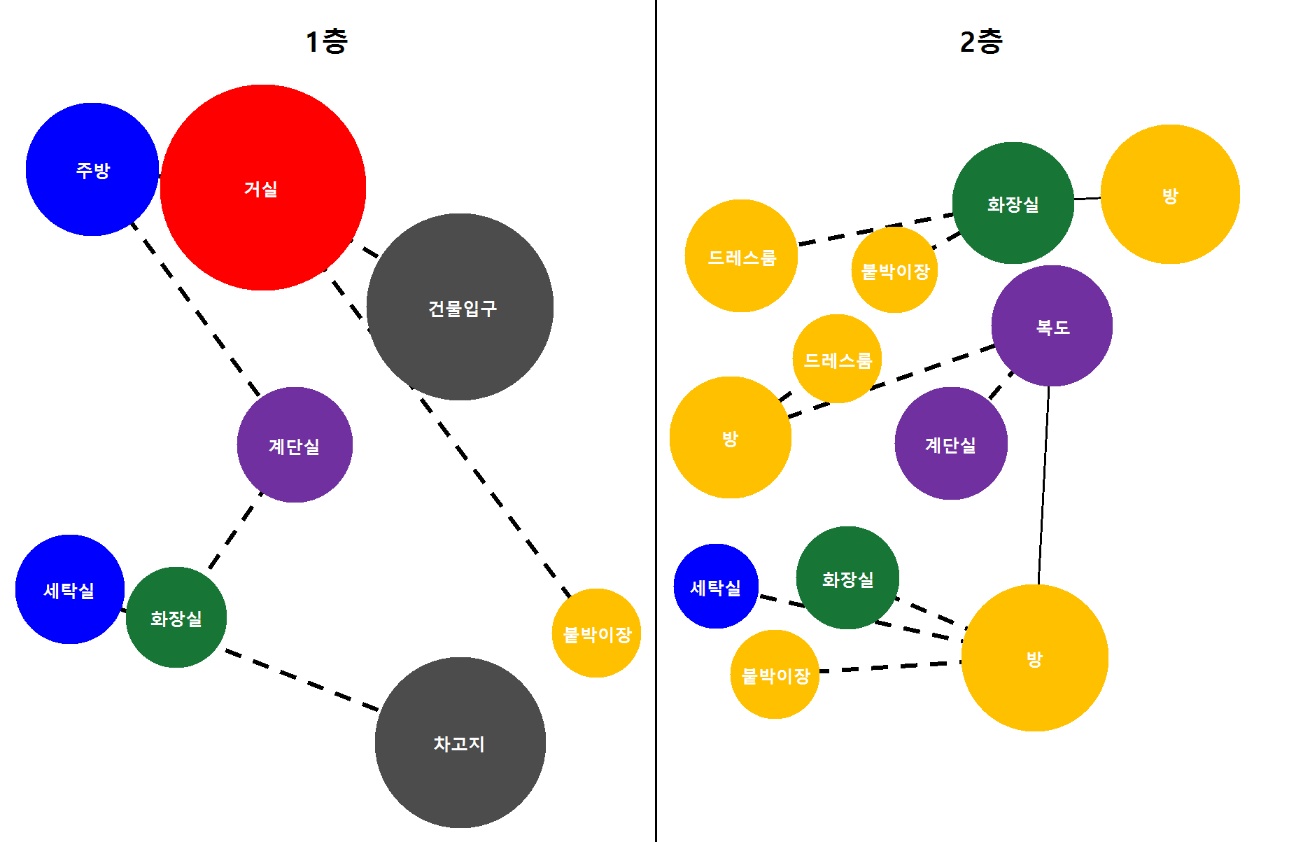 1층
주방
거실
건물입구
계단실
세탁실
화장실
붙박이장
차고지
2층
화장실
방
드레스룸
붙박이장
복도
드레스룸
방
계단실
세탁실
화장실
붙박이장
방